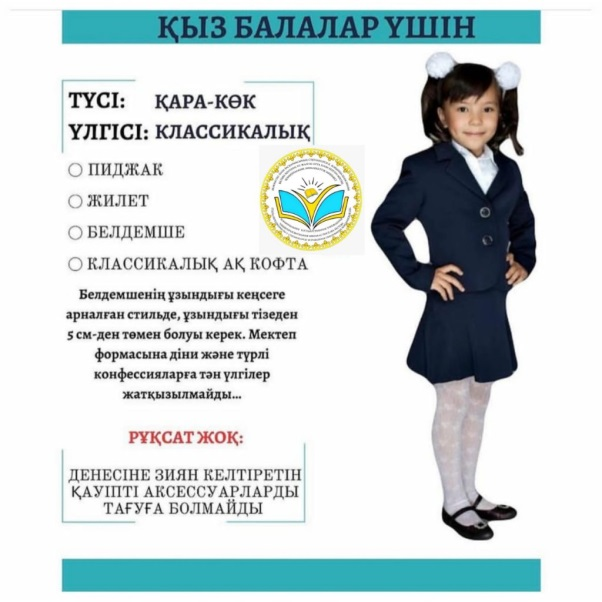 ҚЫЗ БАЛАЛАР ҮШІН
ТҮСІ: ҚАРА-КӨК
ҮЛГІСІ: КЛАССИКАЛЫҚ
ПИДЖАК
ЖИЛЕТ
БЕЛДЕМШЕ
КЛАССИКАЛЫҚ АҚ КОФТА
Белдемшенің ұзындығы кеңсеге
арналған стильде, ұзындығы тізеден
5 см-ден төмен болуы керек. Мектеп
формасына діни және түрлі
конфессияларға тән үлгілер
жатқызылмайды...
РҰҚСАТ ЖОҚ:
ДЕНЕСІНЕ ЗИЯН КЕЛТІРЕТІН
ҚАУІПТІ АКСЕССУАРЛАРДЫ
ТАҒУҒА БОЛМАЙДЫ